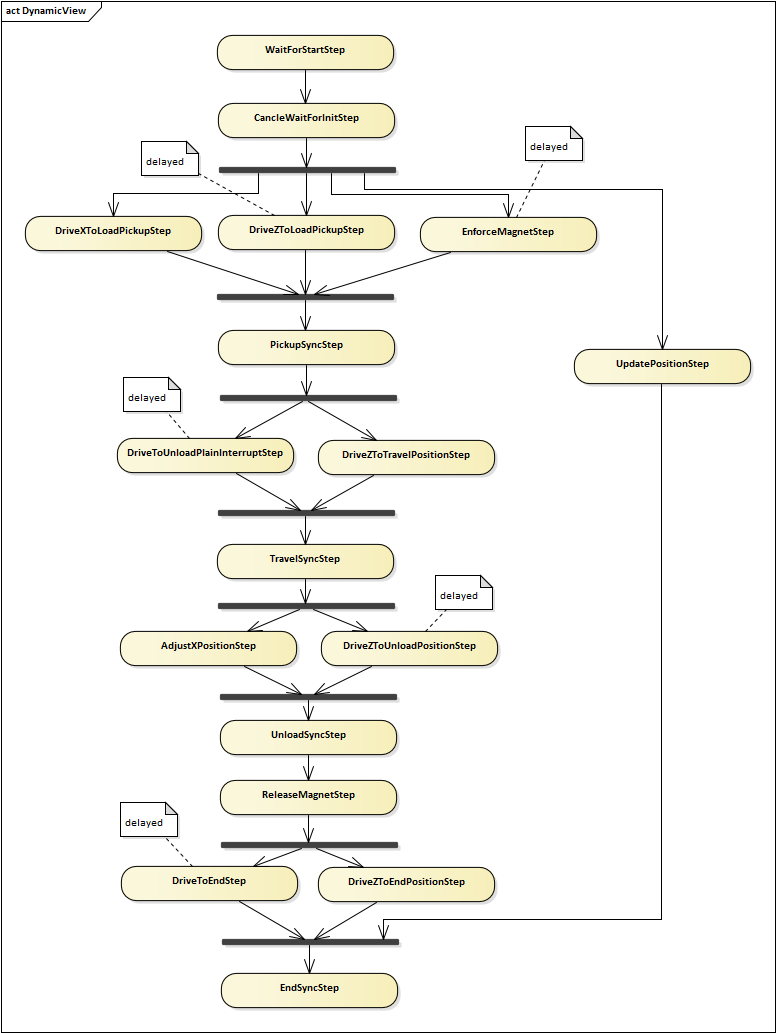 act DynamicView
WaitForStartStep
CancleWaitForInitStep
delayed
delayed
DriveXToLoadPickupStep
DriveZToLoadPickupStep
EnforceMagnetStep
PickupSyncStep
UpdatePositionStep
delayed
DriveToUnloadPlainInterruptStep
DriveZToTravelPositionStep
TravelSyncStep
delayed
AdjustXPositionStep
DriveZToUnloadPositionStep
UnloadSyncStep
ReleaseMagnetStep
delayed
DriveToEndStep
DriveZToEndPositionStep
EndSyncStep